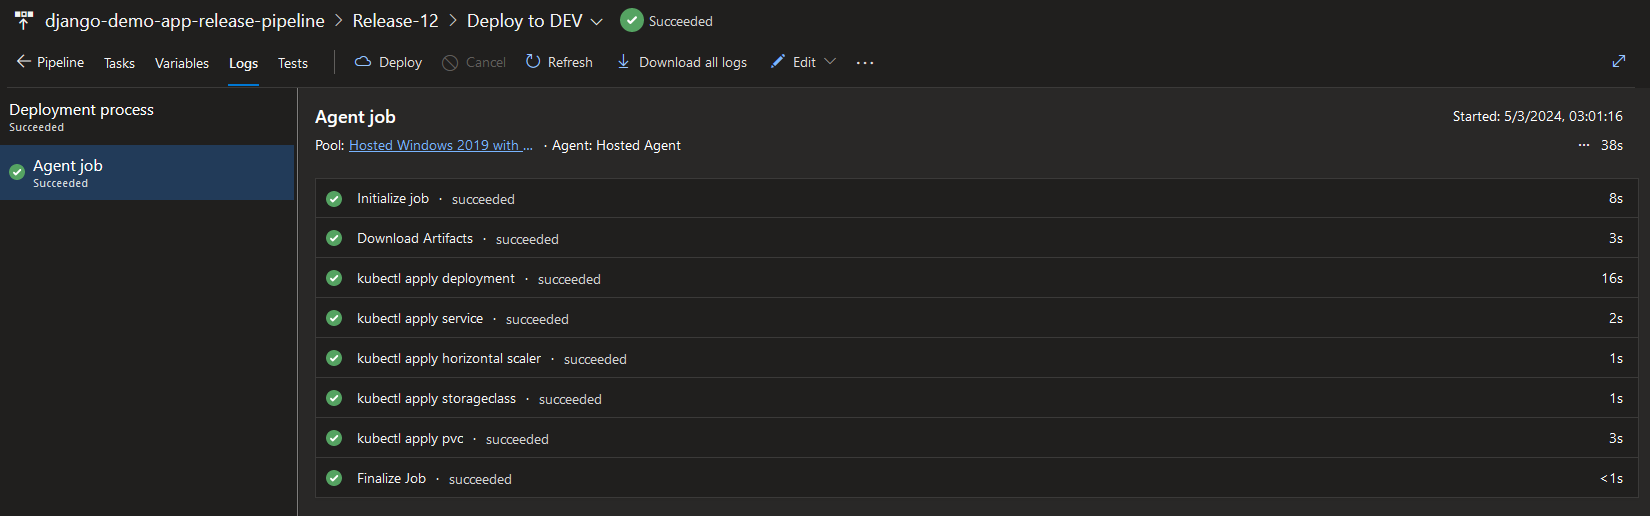 django-demo-app-release-pipeline > Release-12 > Deploy to DEV Succeeded
Pipeline Tasks Variables Logs Tests Deploy Cancel Refresh Download all logs Edit ...
Deployment process
Succeeded
Agent job
Succeeded
Agent job
Started: 5/3/2024, 03:01:16
Pool: Hosted Windows 2019 with ... · Agent: Hosted Agent
... 38s
Initialize job · succeeded 8s
Download Artifacts · succeeded 3s
kubectl apply deployment · succeeded 16s
kubectl apply service · succeeded 2s
kubectl apply horizontal scaler · succeeded 1s
kubectl apply storageclass · succeeded 1s
kubectl apply pvc · succeeded 3s
Finalize Job · succeeded <1s